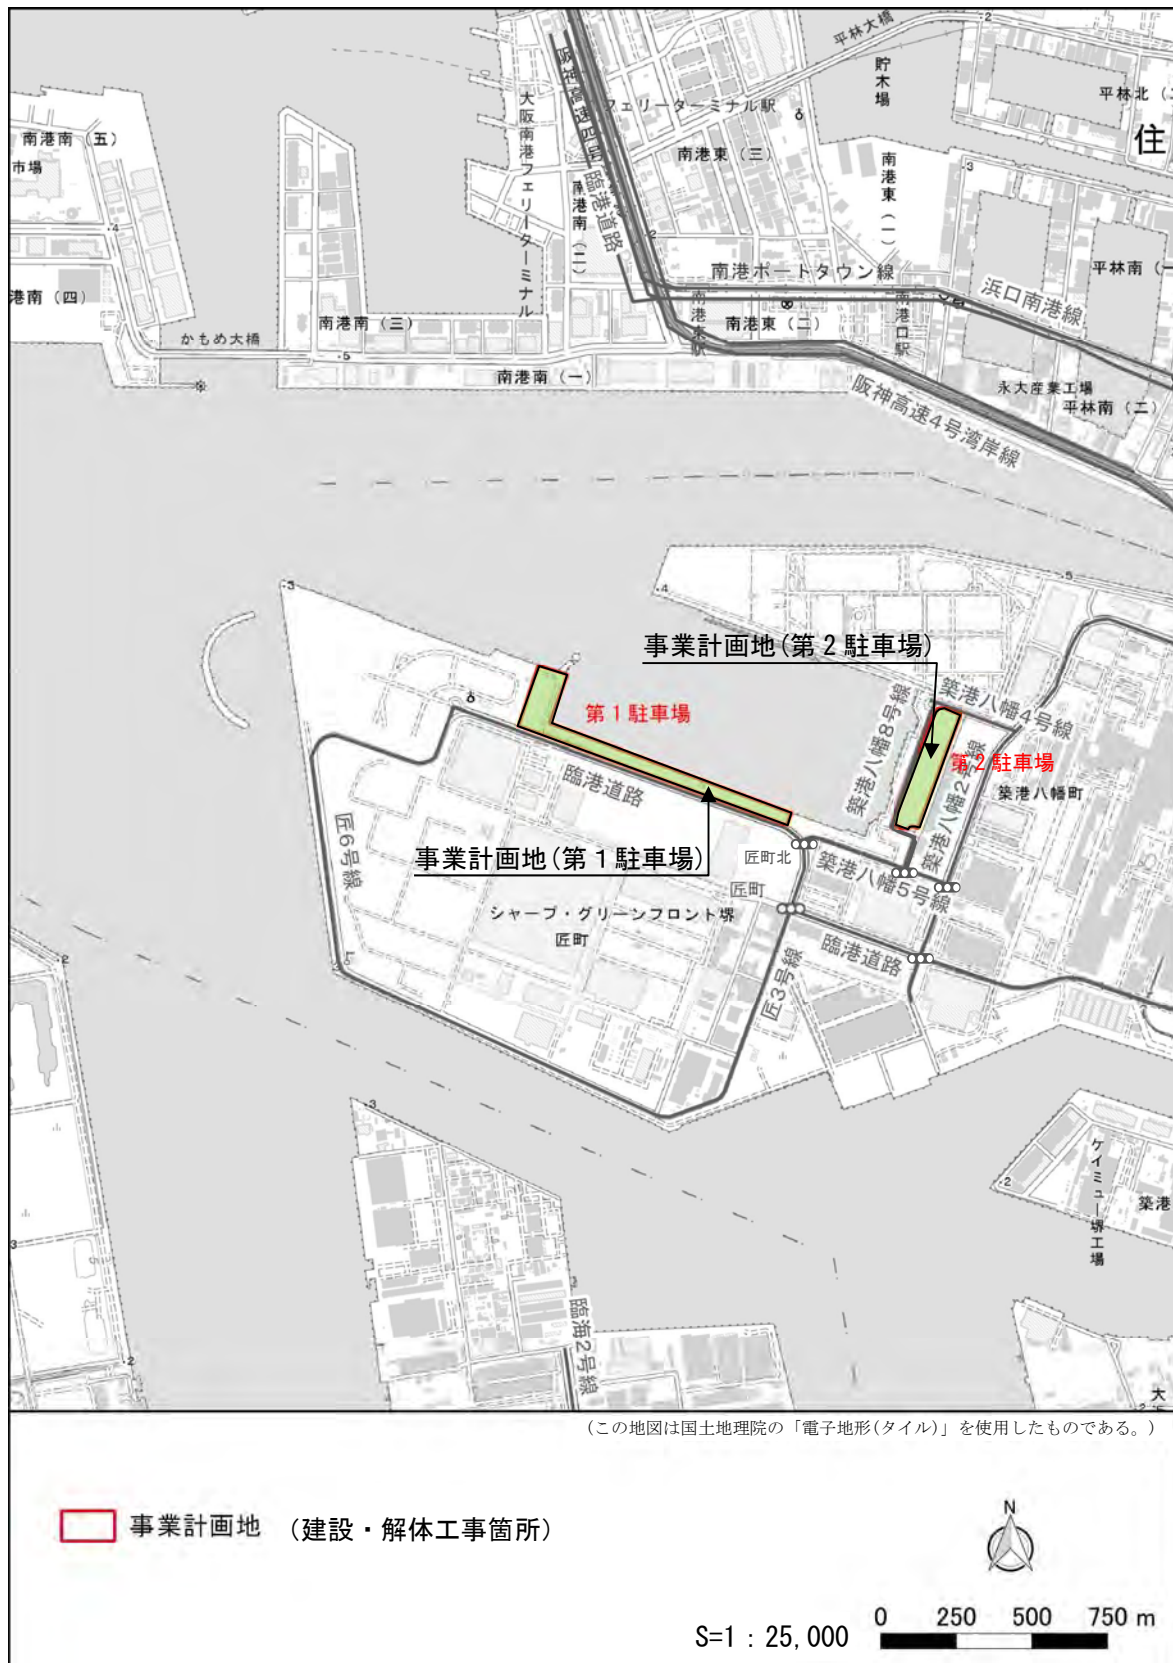 平林大橋
貯木場
平林北（二
住
阪神高速四号
フェリーターミナル駅
大阪南港フェリーターミナル
南港南（五）
市場
南港東（三）
南港東（一）
臨港道路
南港南（二）
港南（四）
かもめ大橋
南港南（三）
南港ポートタウン線
南港東駅
南港東（二）
南港口駅
浜口南港線
平林南（一
南港南（一）
永大産業工場
平林南（二）
阪神高速4号湾岸線
事業計画地(第２駐車場)
第１駐車場
築港八幡8号線
築港八幡4号線
第２駐車場
築港八幡2号線
築港八幡町
臨港道路
匠6号線
事業計画地(第１駐車場)
匠町北
築港八幡5号線
匠町
シャープ・グリーンフロント堺
匠町
臨港道路
匠3号線
ケイミュー堺工場
築港
臨海2号線
大
(この地図は国土地理院の「電子地形(タイル)」を使用したものである。)
事業計画地 （建設・解体工事箇所）
N
0 250 500 750 m
S=1：25,000